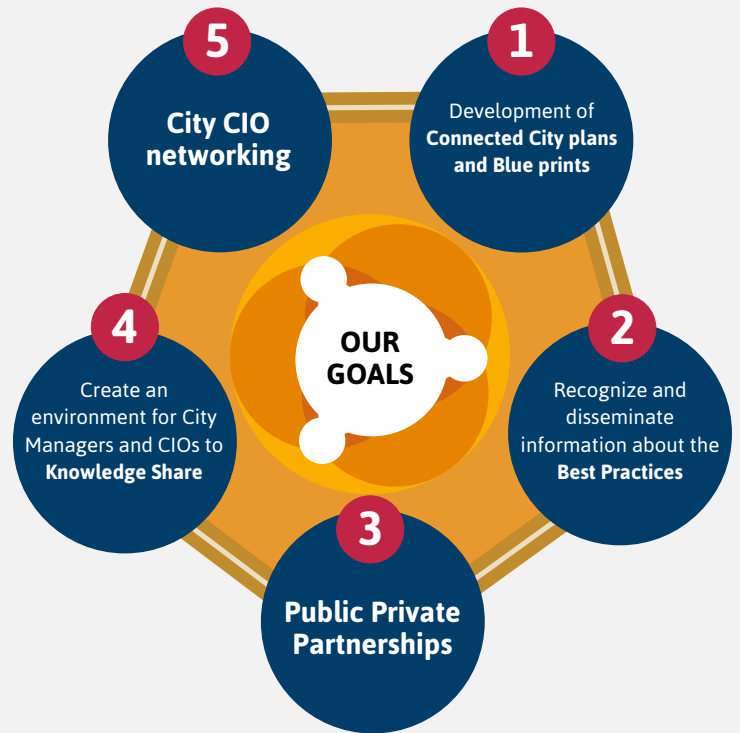 OUR
GOALS
1
Development of
Connected City plans
and Blue prints
2
Recognize and
disseminate
information about the
Best Practices
3
Public Private
Partnerships
4
Create an
environment for City
Managers and CIOs to
Knowledge Share
5
City CIO
networking